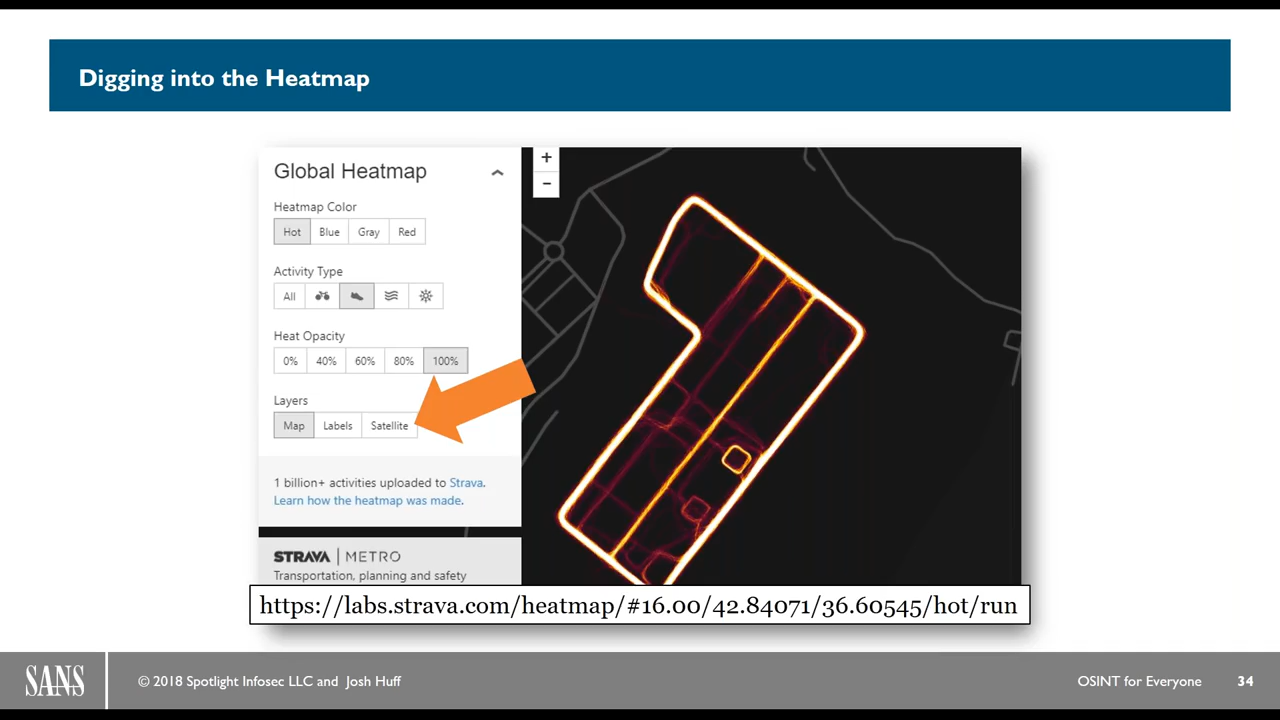 Digging into the Heatmap
Global Heatmap
Heatmap Color
Hot Blue Gray Red
Activity Type
All
Heat Opacity
0% 40% 60% 80% 100%
Layers
Map Labels Satellite
1 billion+ activities uploaded to Strava.
Learn how the heatmap was made.
+
-
STRAVA | METRO
Transportation, planning and safety
https://labs.strava.com/heatmap/#16.00/42.84071/36.60545/hot/run
SANS
© 2018 Spotlight Infosec LLC and Josh Huff
OSINT for Everyone
34